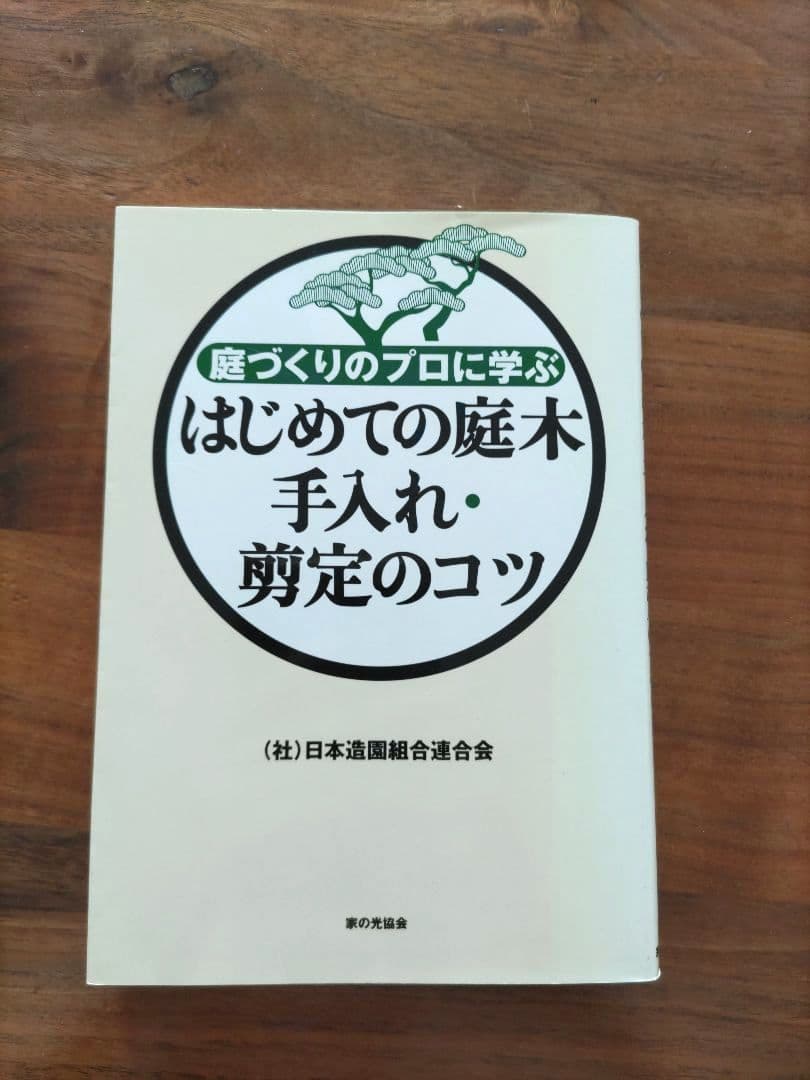 庭づくりのプロに学ぶ
はじめての庭木
手入れ・
剪定のコツ
(社)日本造園組合連合会
家の光協会